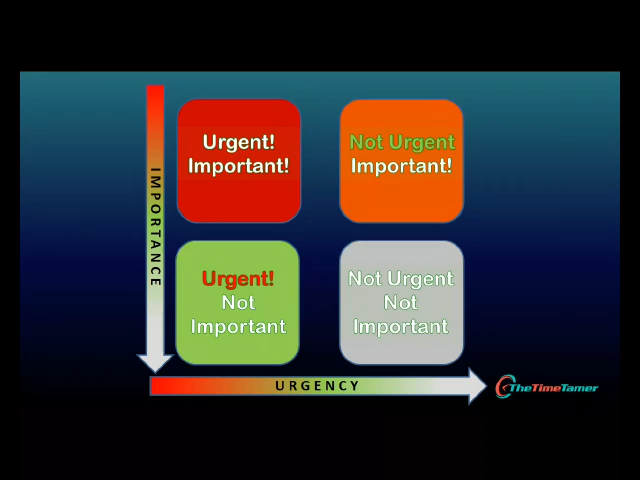 Urgent!
Important!
Not Urgent
Important!
IMPORTANCE
Urgent!
Not
Important
Not Urgent
Not
Important
URGENCY
TheTimeTamer